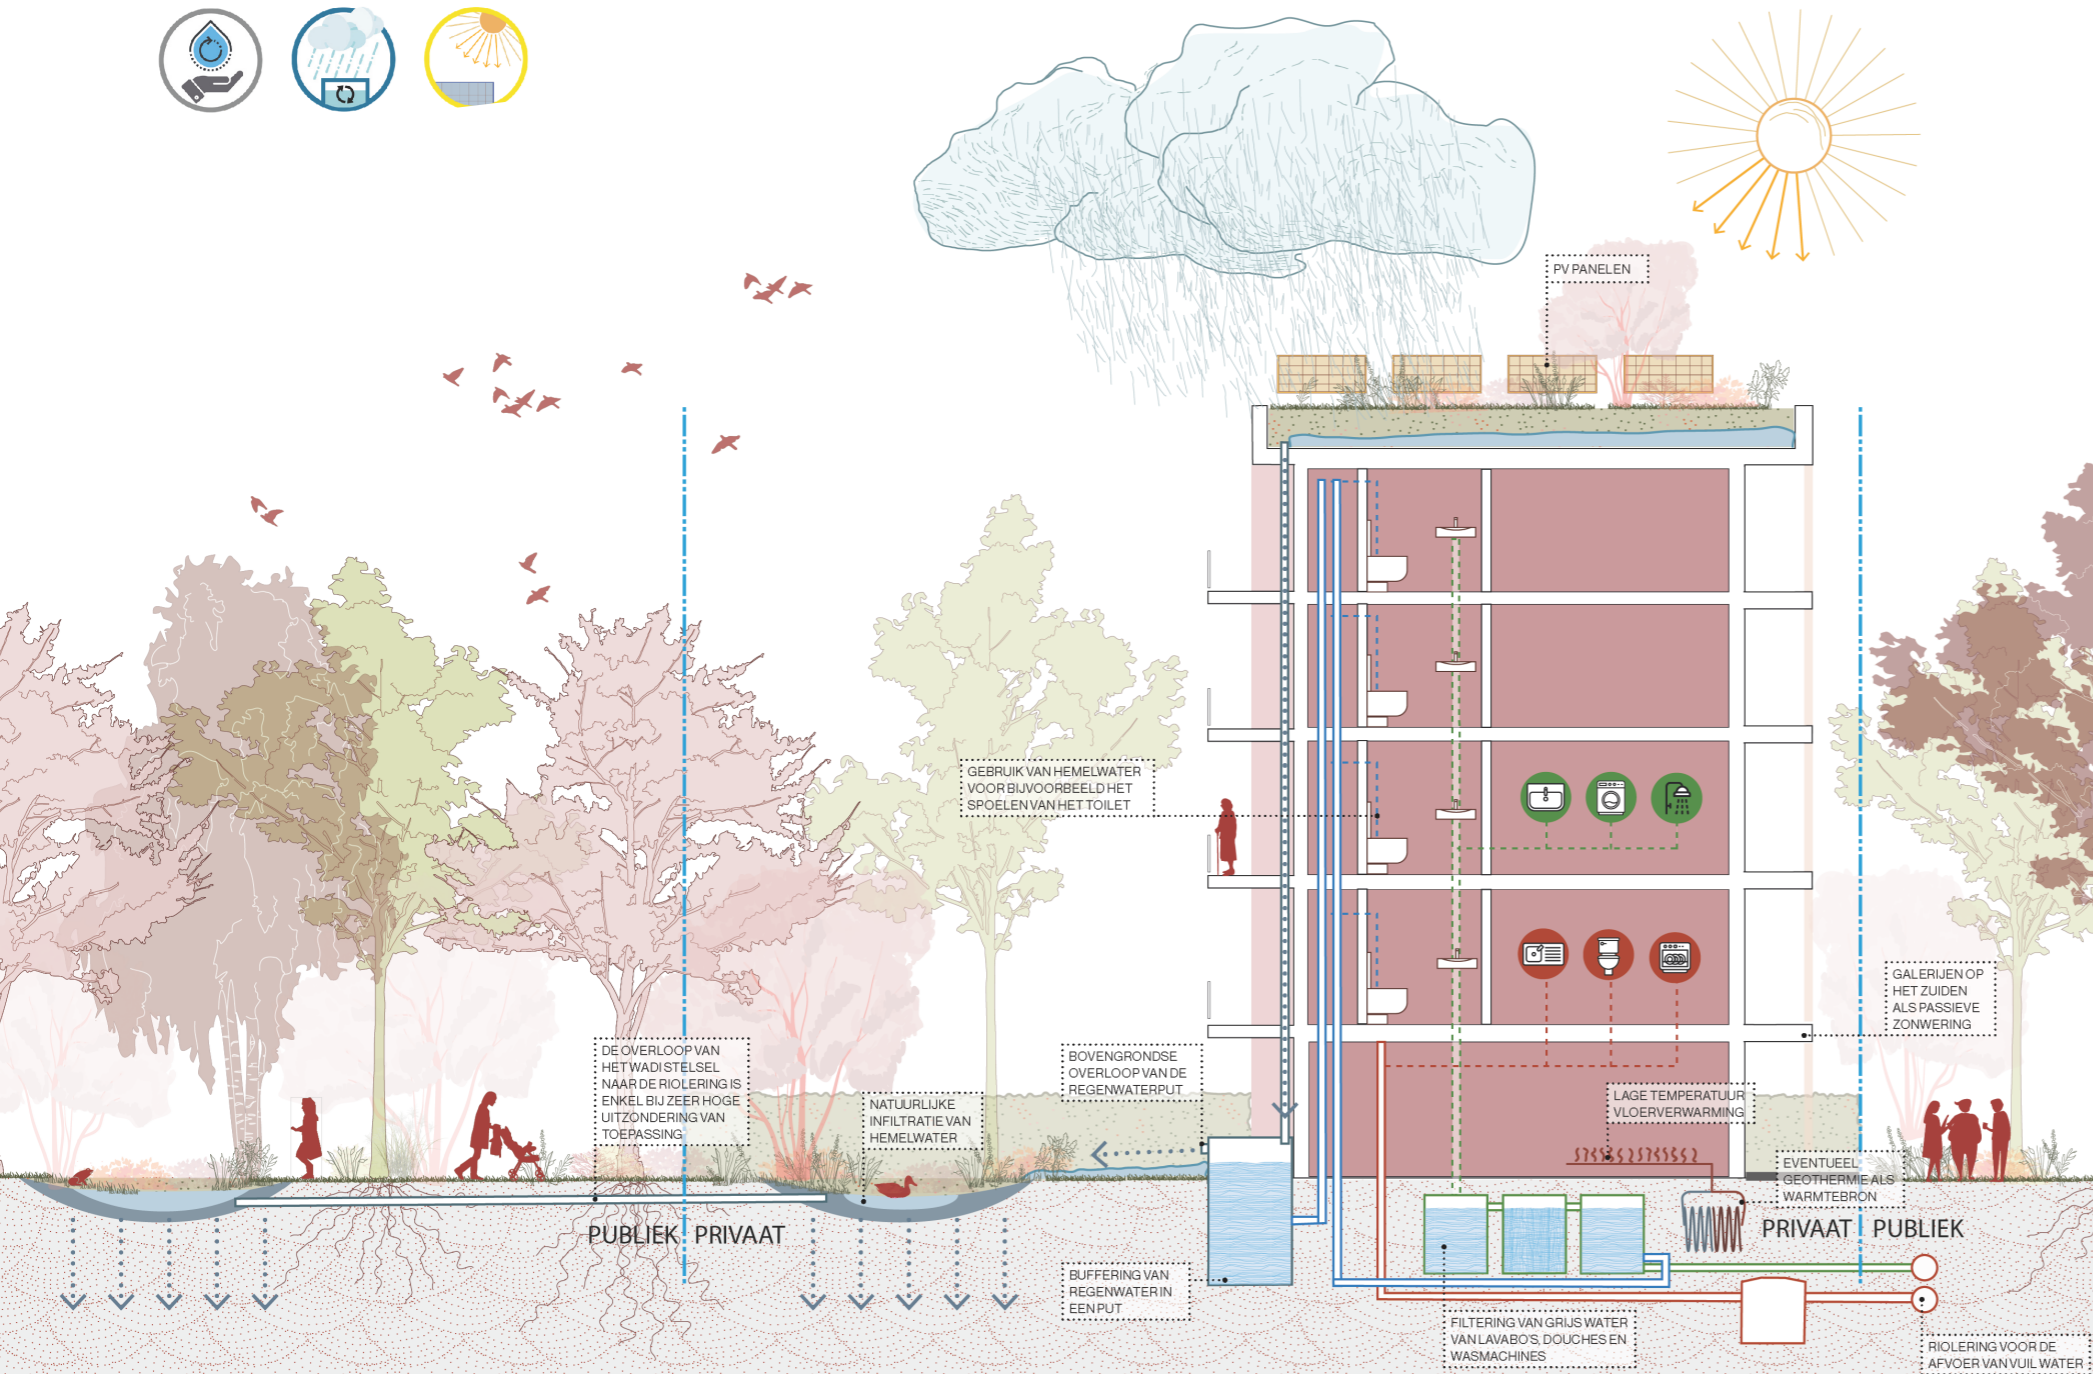 PV PANELEN
GEBRUIK VAN HEMELWATER
VOOR BIJVOORBEELD HET
SPOELEN VAN HET TOILET
GALERIJEN OP
HET ZUIDEN
ALS PASSIEVE
ZONWERING
DE OVERLOOP VAN
HET WADI STELSEL
NAAR DE RIOLERING IS
ENKEL BIJ ZEER HOGE
UITZONDERING VAN
TOEPASSING
NATUURLIJKE
INFILTRATIE VAN
HEMELWATER
BOVENGRONDSE
OVERLOOP VAN DE
REGENWATERPUT
LAGE TEMPERATUUR
VLOERVERWARMING
EVENTUEEL
GEOTHERMIE ALS
WARMTEBRON
PUBLIEK PRIVAAT
PRIVAAT PUBLIEK
BUFFERING VAN
REGENWATER IN
EEN PUT
FILTERING VAN GRIJS WATER
VAN LAVABO'S, DOUCHES EN
WASMACHINES
RIOLERING VOOR DE
AFVOER VAN VUIL WATER